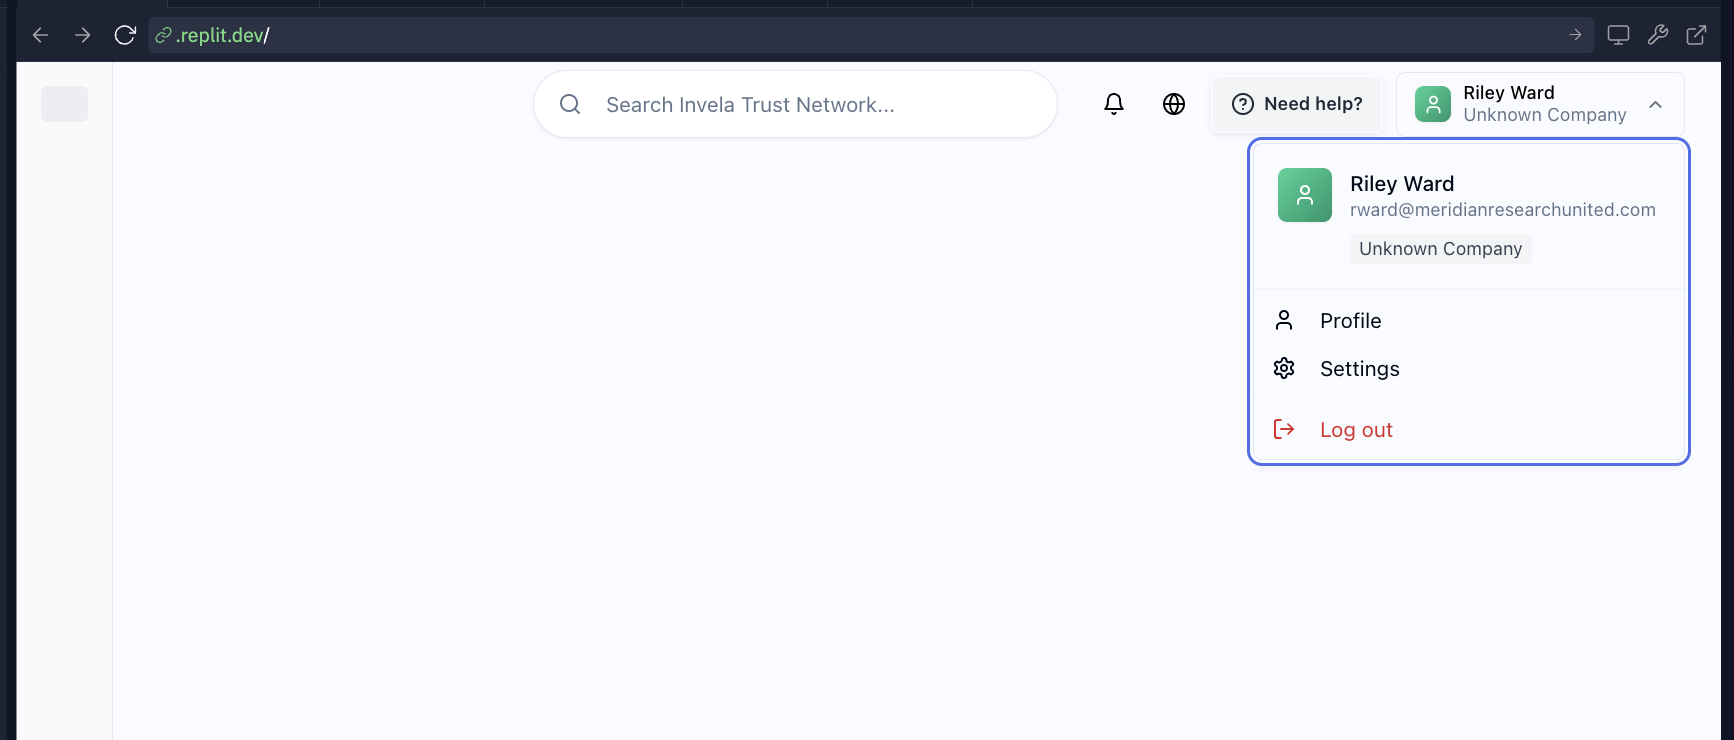 .replit.dev/
Search Invela Trust Network...
Need help?
Riley Ward
Unknown Company
Riley Ward
rward@meridianresearchunited.com
Unknown Company
Profile
Settings
Log out